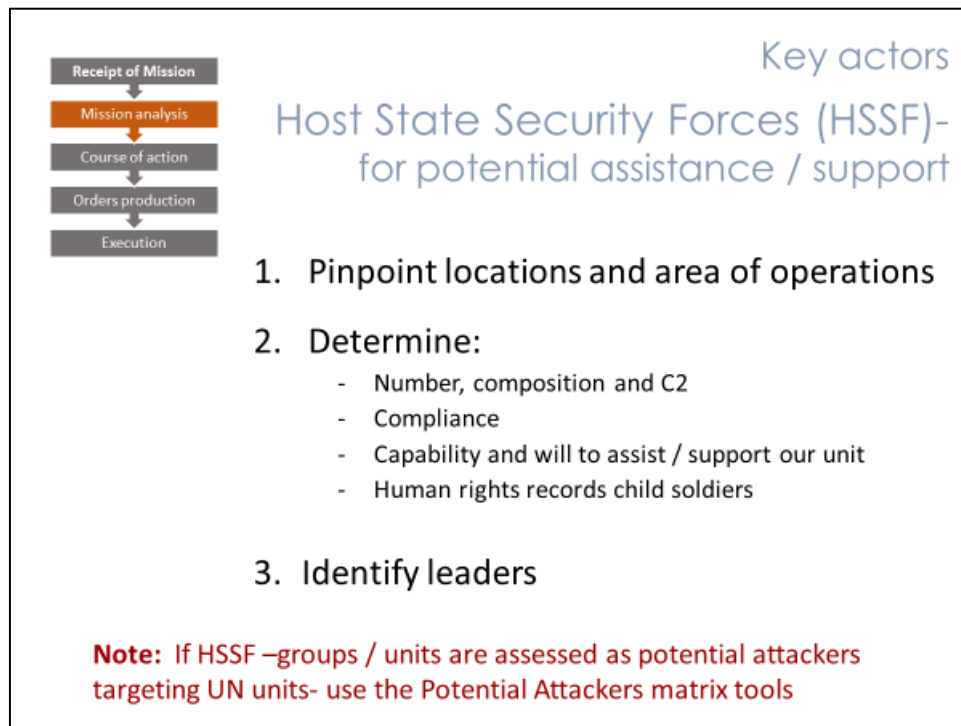 Key actors
Receipt of Mission
Mission analysis
Course of action
Orders production
Execution
Host State Security Forces (HSSF)-
for potential assistance / support
1. Pinpoint locations and area of operations
2. Determine:
- Number, composition and C2
- Compliance
- Capability and will to assist / support our unit
- Human rights records child soldiers
3. Identify leaders
Note: If HSSF –groups / units are assessed as potential attackers
targeting UN units- use the Potential Attackers matrix tools